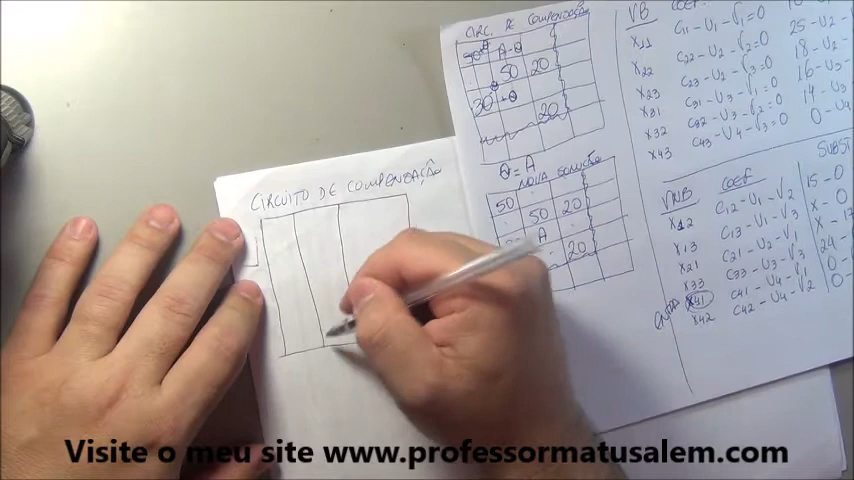 CIRC. DE COMPENSAÇÃO
50 A-θ
50 20
30
20
θ = A
NOVA SOLUÇÃO
50
50 20
A
20
CIRCUITO DE COMPENSAÇÃO
VB COEF
X11 C11 - U1 - V1 = 0
X22 C22 - U2 - V2 = 0 25 - U2 -
X23 C23 - U2 - V3 = 0 18 - U2 -
X31 C31 - U3 - V1 = 0 16 - U3 -
X32 C32 - U3 - V2 = 0 14 - U3 -
X43 C43 - U4 - V3 = 0 0 - U4
VNB COEF SUBST
X12 C12 - U1 - V2 15 - 0
X13 C13 - U1 - V3
X21 C21 - U2 - V1
X33 C33 - U3 - V3 24
X41 C41 - U4 - V1 0 -
X42 C42 - U4 - V2 0 -
Visite o meu site www.professormatusalem.com